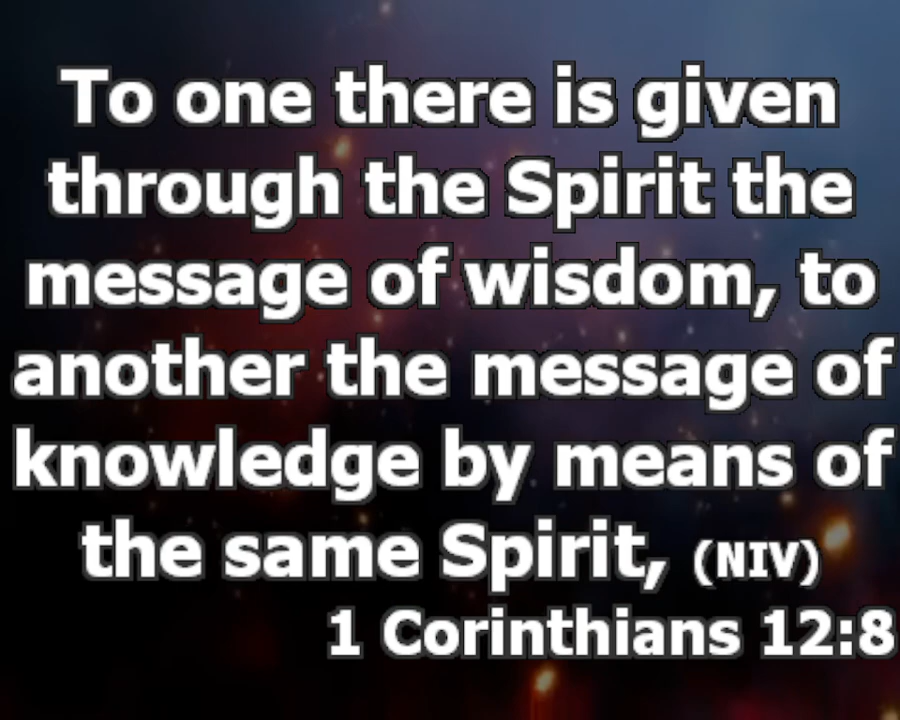 To one there is given
through the Spirit the
message of wisdom, to
another the message of
knowledge by means of
the same Spirit, (NIV)
1 Corinthians 12:8